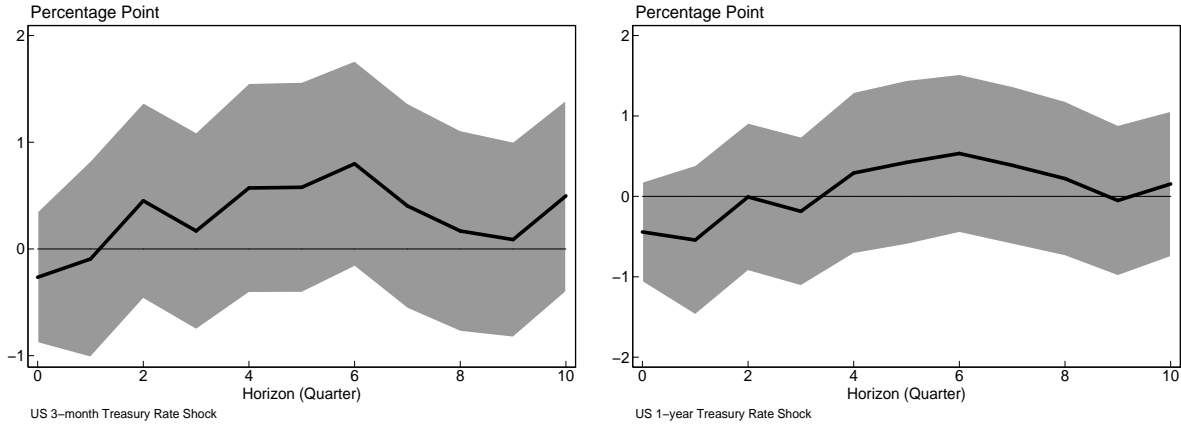 Percentage Point
2
1
0
−1
0 2 4 6 8 10
Horizon (Quarter)
US 3−month Treasury Rate Shock
Percentage Point
2
1
0
−1
−2
0 2 4 6 8 10
Horizon (Quarter)
US 1−year Treasury Rate Shock